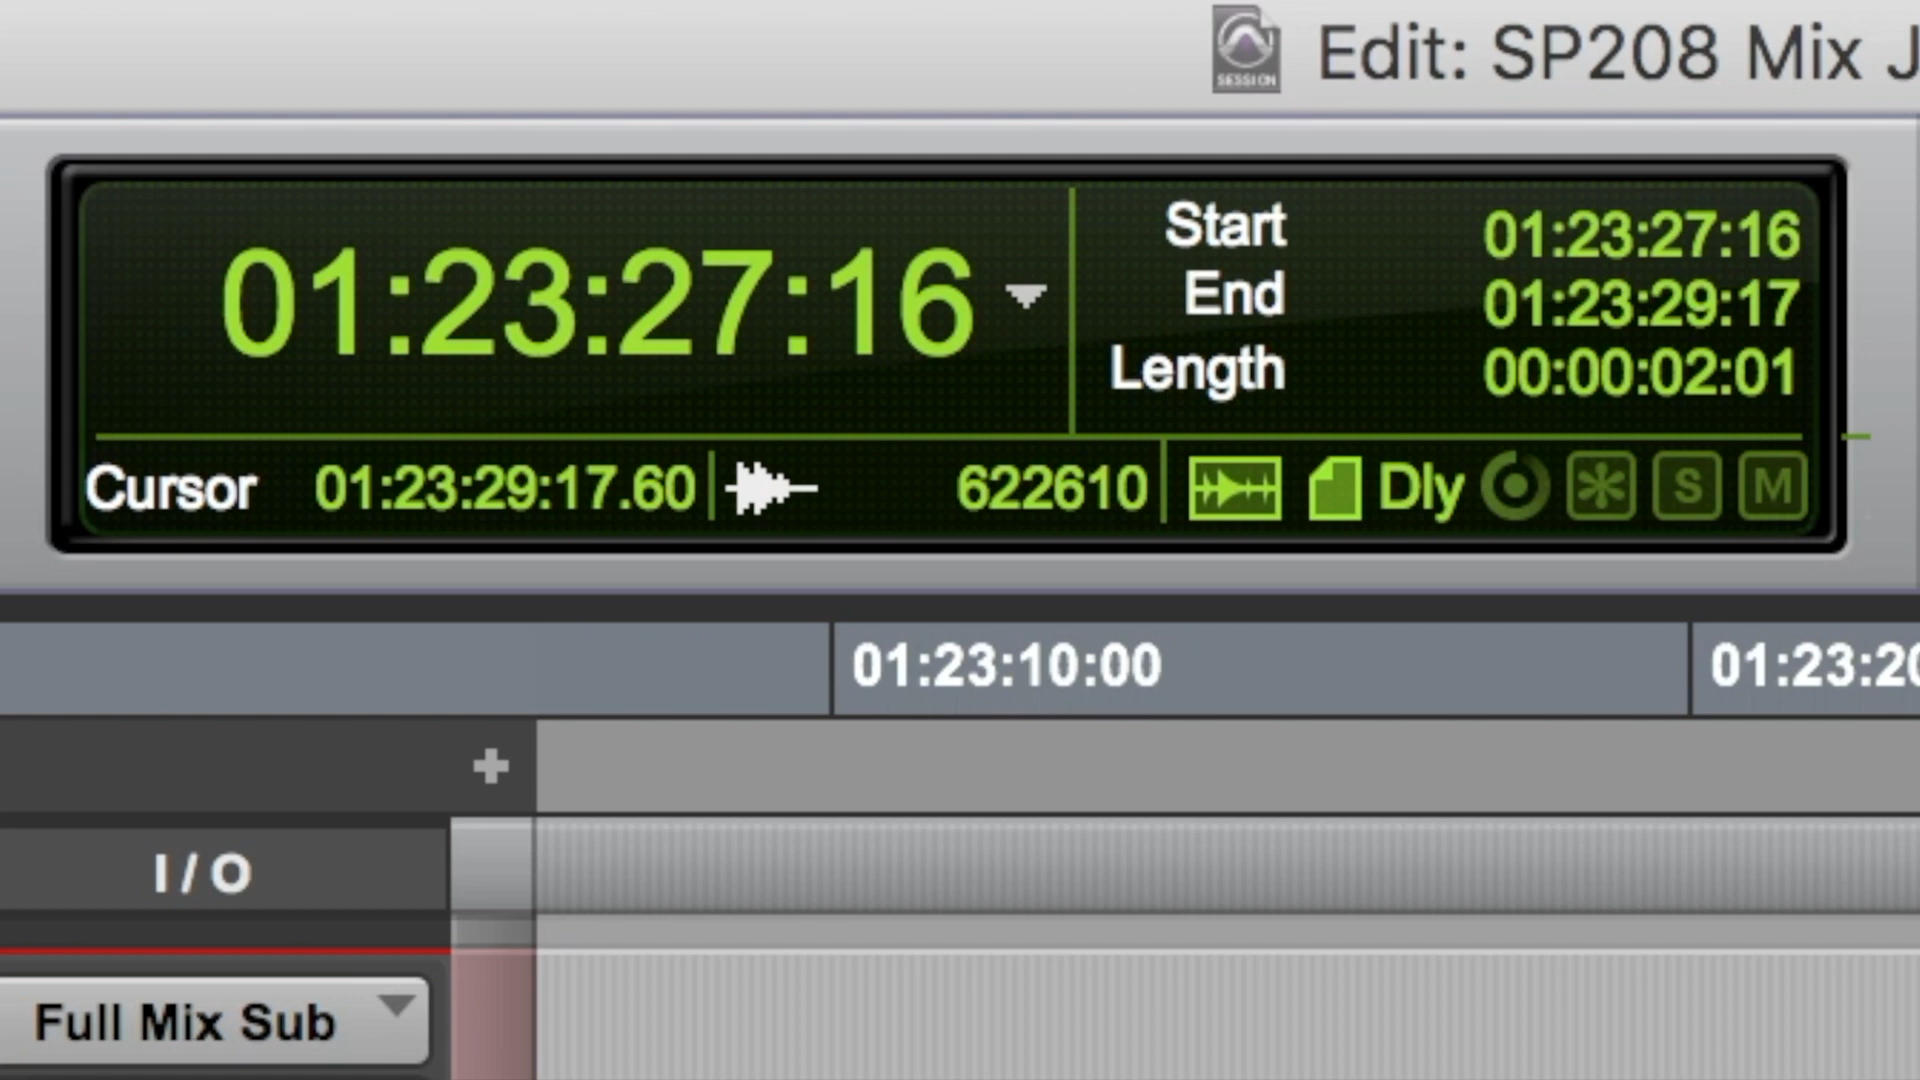 SESSION
Edit: SP208 Mix J
01:23:27:16
Start 01:23:27:16
End 01:23:29:17
Length 00:00:02:01
Cursor 01:23:29:17.60 622610 Dly S M
01:23:10:00 01:23:20
I / O
Full Mix Sub